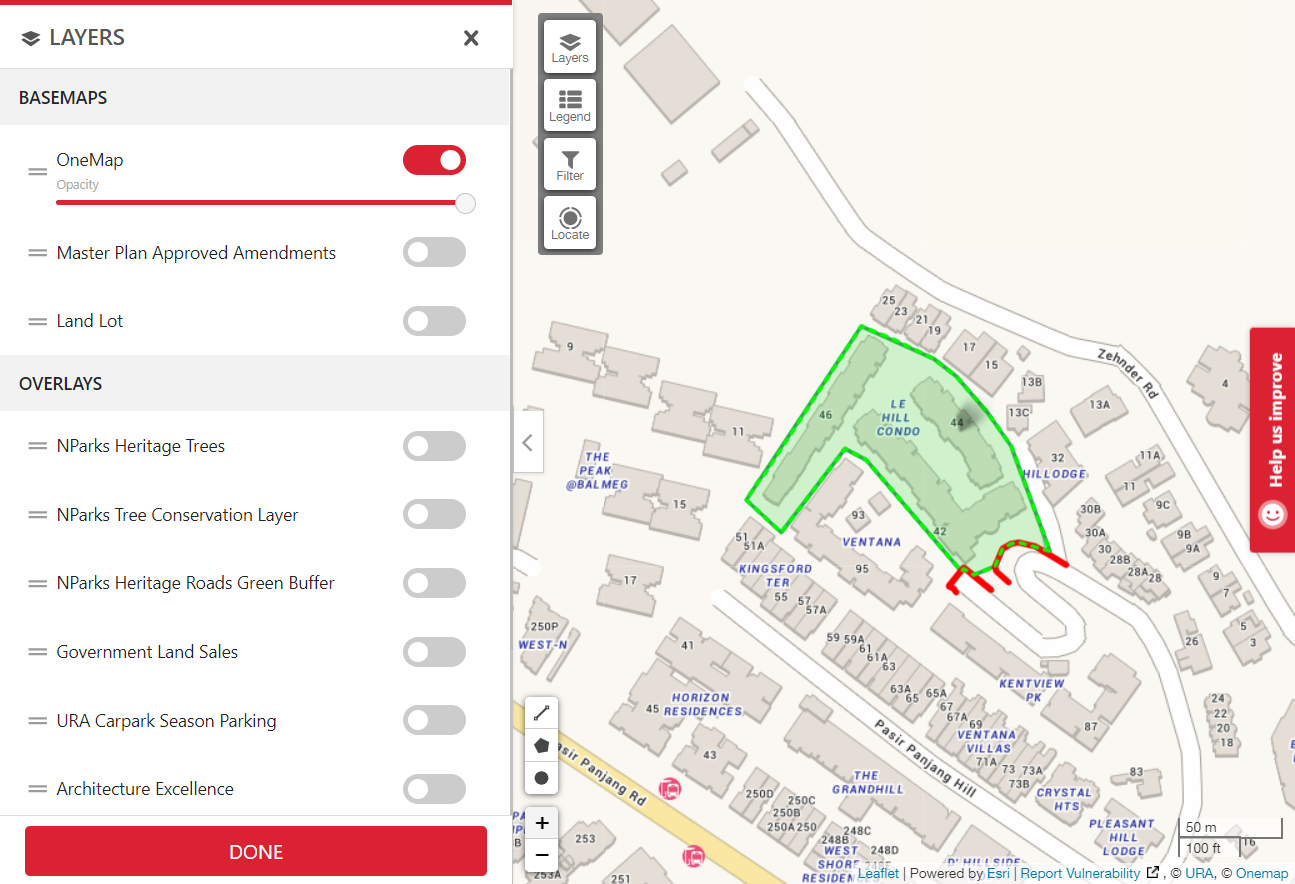 LAYERS
BASEMAPS
OneMap
Opacity
Master Plan Approved Amendments
Land Lot
OVERLAYS
NParks Heritage Trees
NParks Tree Conservation Layer
NParks Heritage Roads Green Buffer
Government Land Sales
URA Carpark Season Parking
Architecture Excellence
DONE
Layers
Legend
Filter
Locate
25
23
21
19
17
15
13B
13C
13A
4
Zehnder Rd
9
11
46
LE
HILL
CONDO
44
32
HILLODGE
11A
11
9C
THE
PEAK
@BALMEG
15
93
VENTANA
42
30B
30A
30
28B
28A
28
9B
9A
51
51A
KINGSFORD
TER
55
57
57A
95
9
7
17
250P
WEST-N
59
59A
61
61A
63
63A
65
65A
67
67A
69
26
5
3
41
HORIZON
RESIDENCES
45
43
KENTVIEW
PK
87
24
22
20
18
VENTANA
VILLAS
71A
73
73A
73B
83
Pasir Panjang Hill
asir Panjang Rd
THE
GRANDHILL
CRYSTAL
HTS
250D
250C
250B
250A
250
248C
248B
248D
WEST
SHORE
RESIDEN
253
253A
251
PLEASANT
HILL
LODGE
D' HILLSIDE
16
+
−
50 m
100 ft
Leaflet | Powered by Esri | Report Vulnerability , © URA, © Onemap
Help us improve